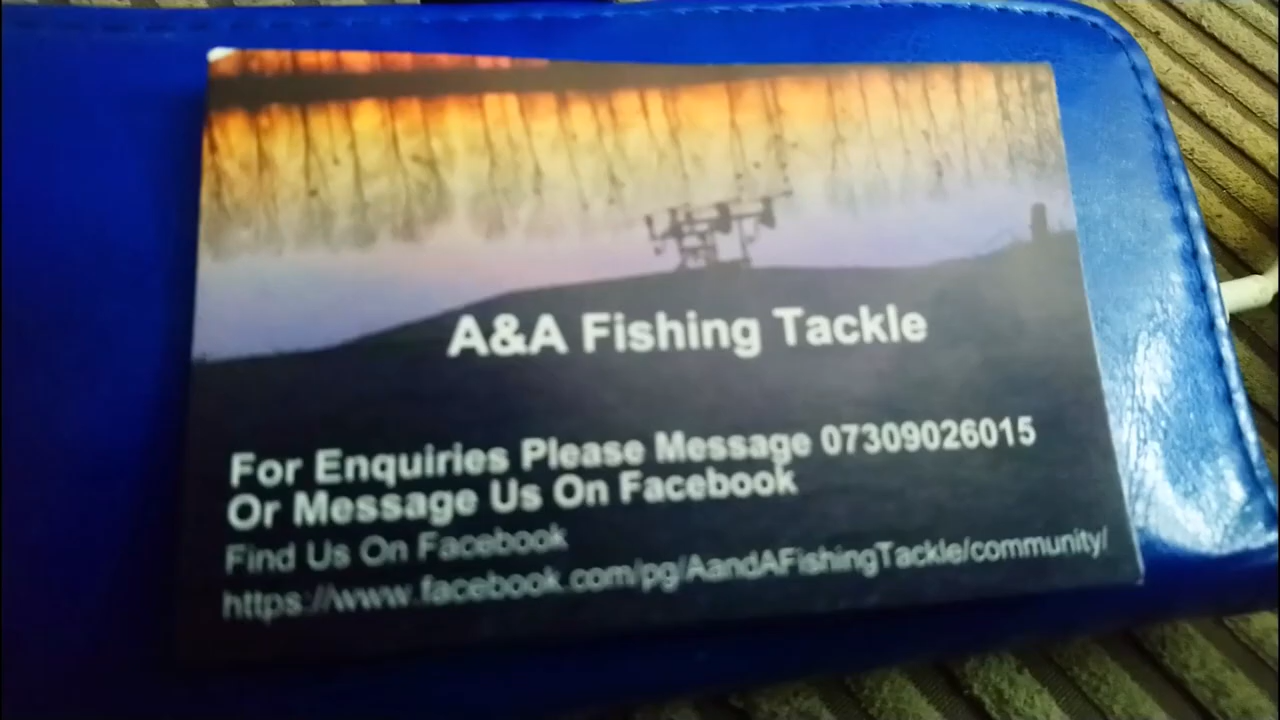 A&A Fishing Tackle
For Enquiries Please Message 07309026015
Or Message Us On Facebook
Find Us On Facebook
https://www.facebook.com/pg/AandAFishingTackle/community/